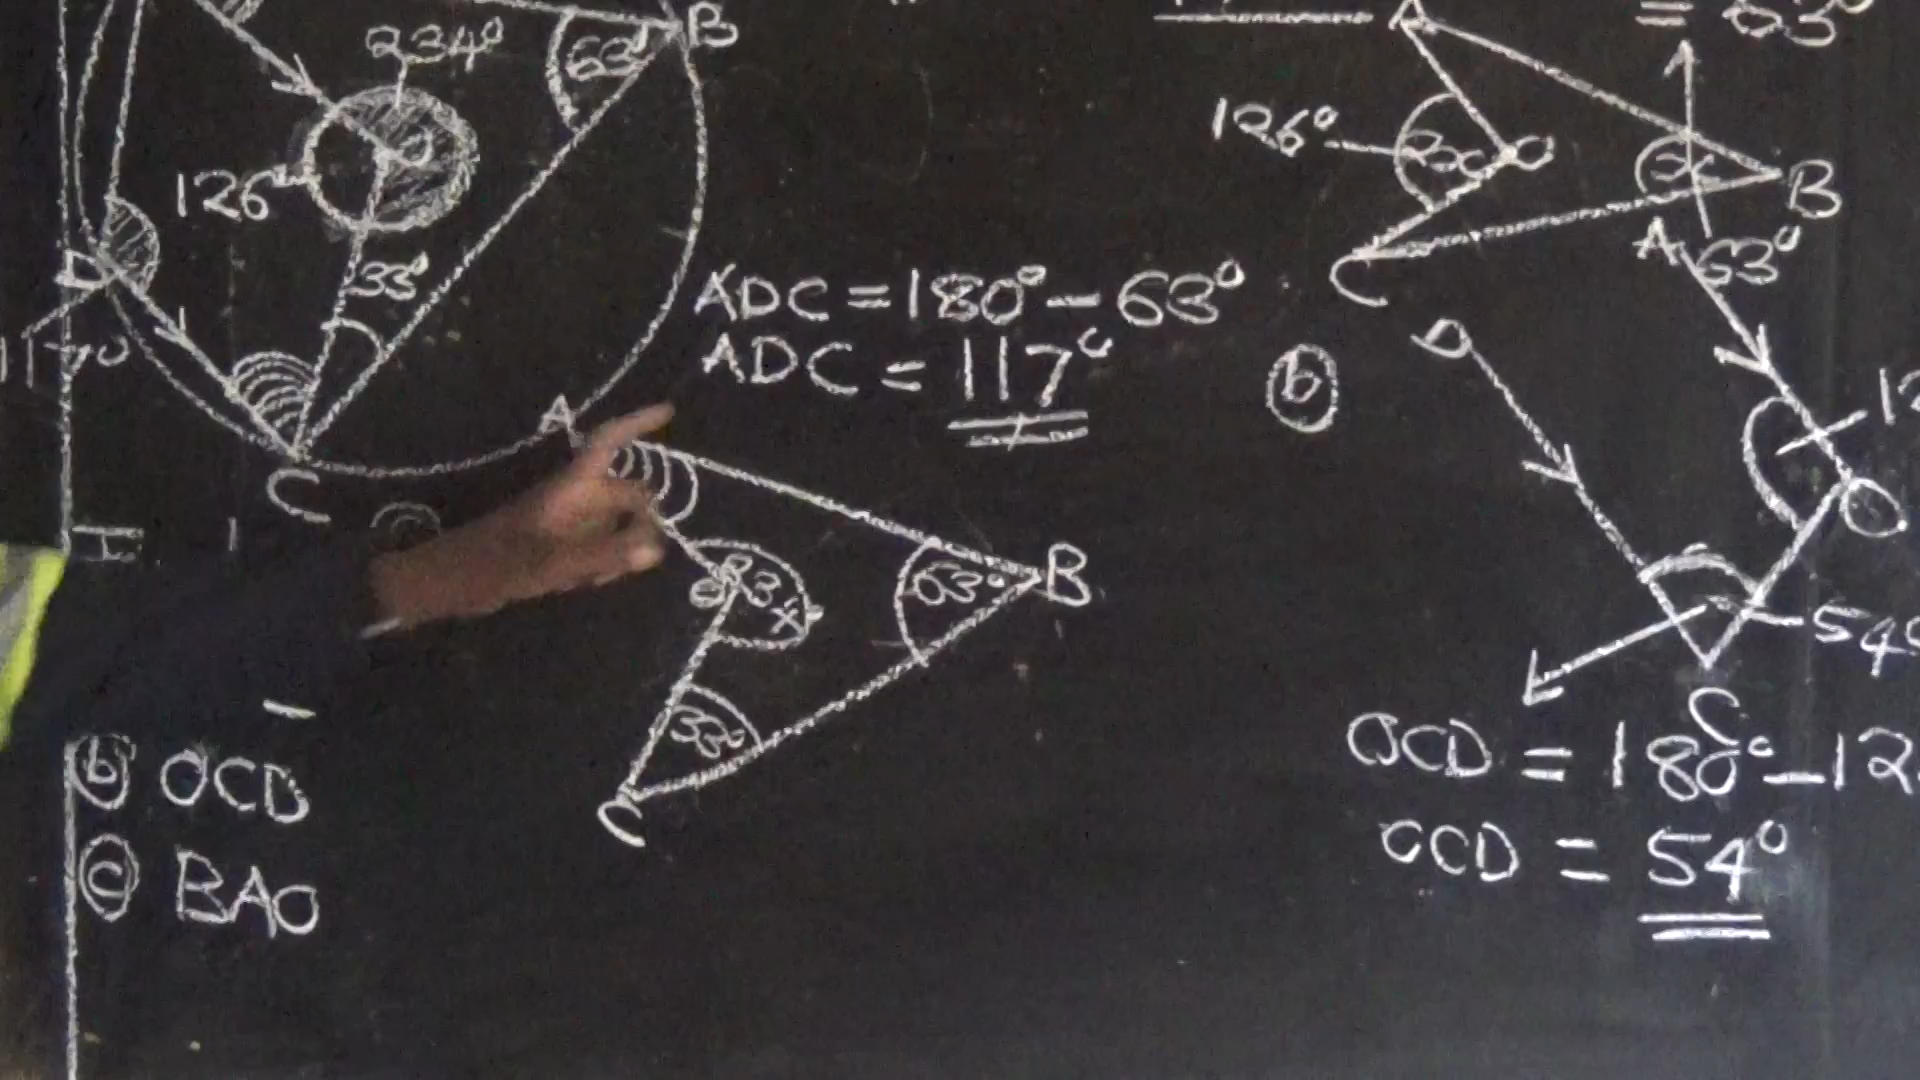 234°
63°
B
126°
O
33°
D
117°
C
ADC = 180° - 63°
ADC = 117°
A
63°
B
33°
C
(b) OCD
(c) BAO
A
= 63°
126°
O
B
C
63°
(b)
D
A
O
54°
C
OCD = 180° - 12
OCD = 54°